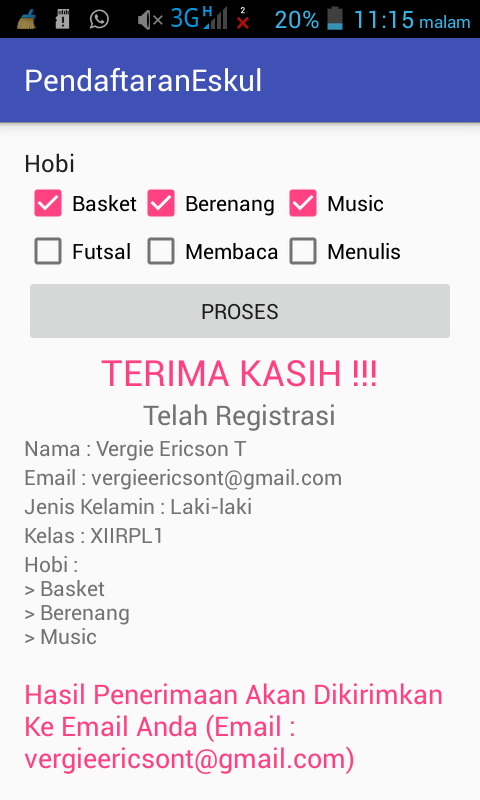 3G H 2 20% 11:15 malam
PendaftaranEskul
Hobi
Basket Berenang Music
Futsal Membaca Menulis
PROSES
TERIMA KASIH !!!
Telah Registrasi
Nama : Vergie Ericson T
Email : vergieericsont@gmail.com
Jenis Kelamin : Laki-laki
Kelas : XIIRPL1
Hobi :
> Basket
> Berenang
> Music
Hasil Penerimaan Akan Dikirimkan
Ke Email Anda (Email :
vergieericsont@gmail.com)